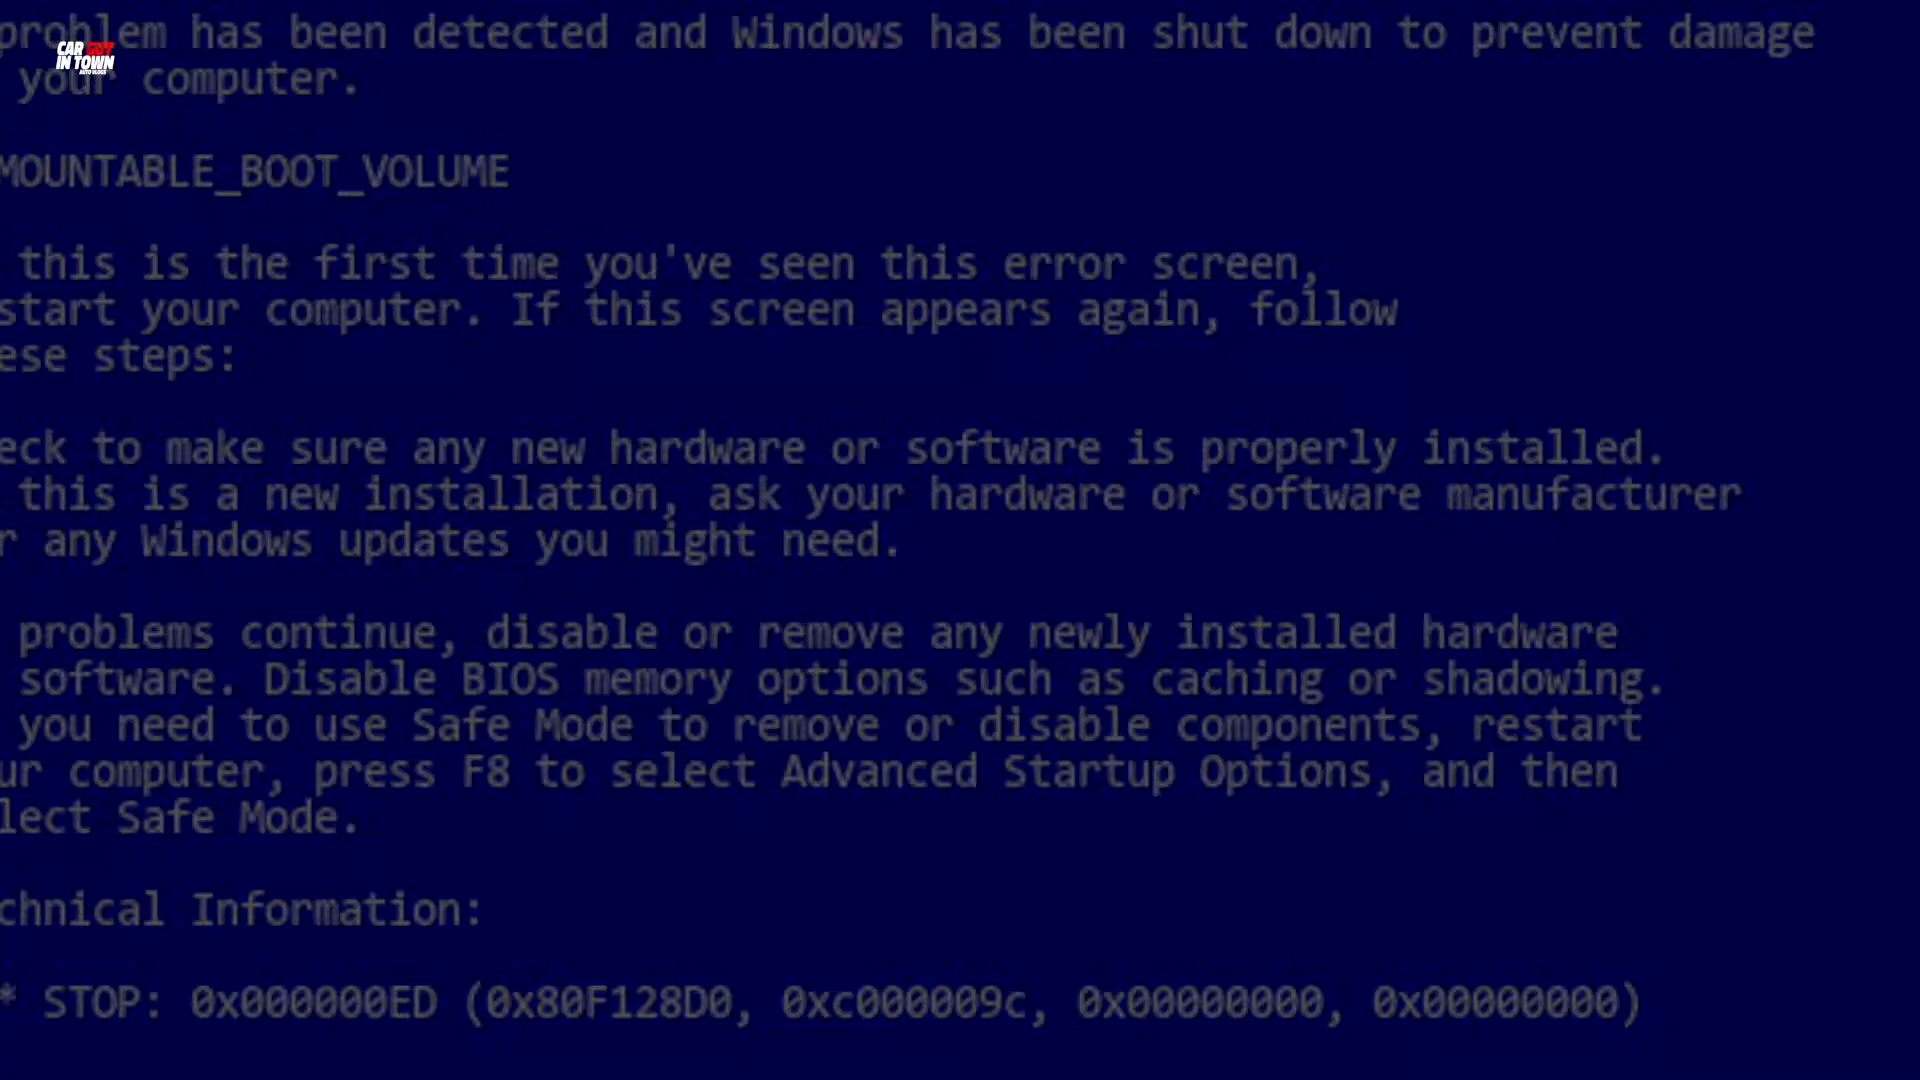 CAR GOT
IN TOWN
AUTO VLOGS
problem has been detected and Windows has been shut down to prevent damage
your computer.
MOUNTABLE_BOOT_VOLUME
this is the first time you've seen this error screen,
start your computer. If this screen appears again, follow
ese steps:
eck to make sure any new hardware or software is properly installed.
this is a new installation, ask your hardware or software manufacturer
r any Windows updates you might need.
problems continue, disable or remove any newly installed hardware
software. Disable BIOS memory options such as caching or shadowing.
you need to use Safe Mode to remove or disable components, restart
ur computer, press F8 to select Advanced Startup Options, and then
lect Safe Mode.
chnical Information:
* STOP: 0x000000ED (0x80F128D0, 0xc000009c, 0x00000000, 0x00000000)